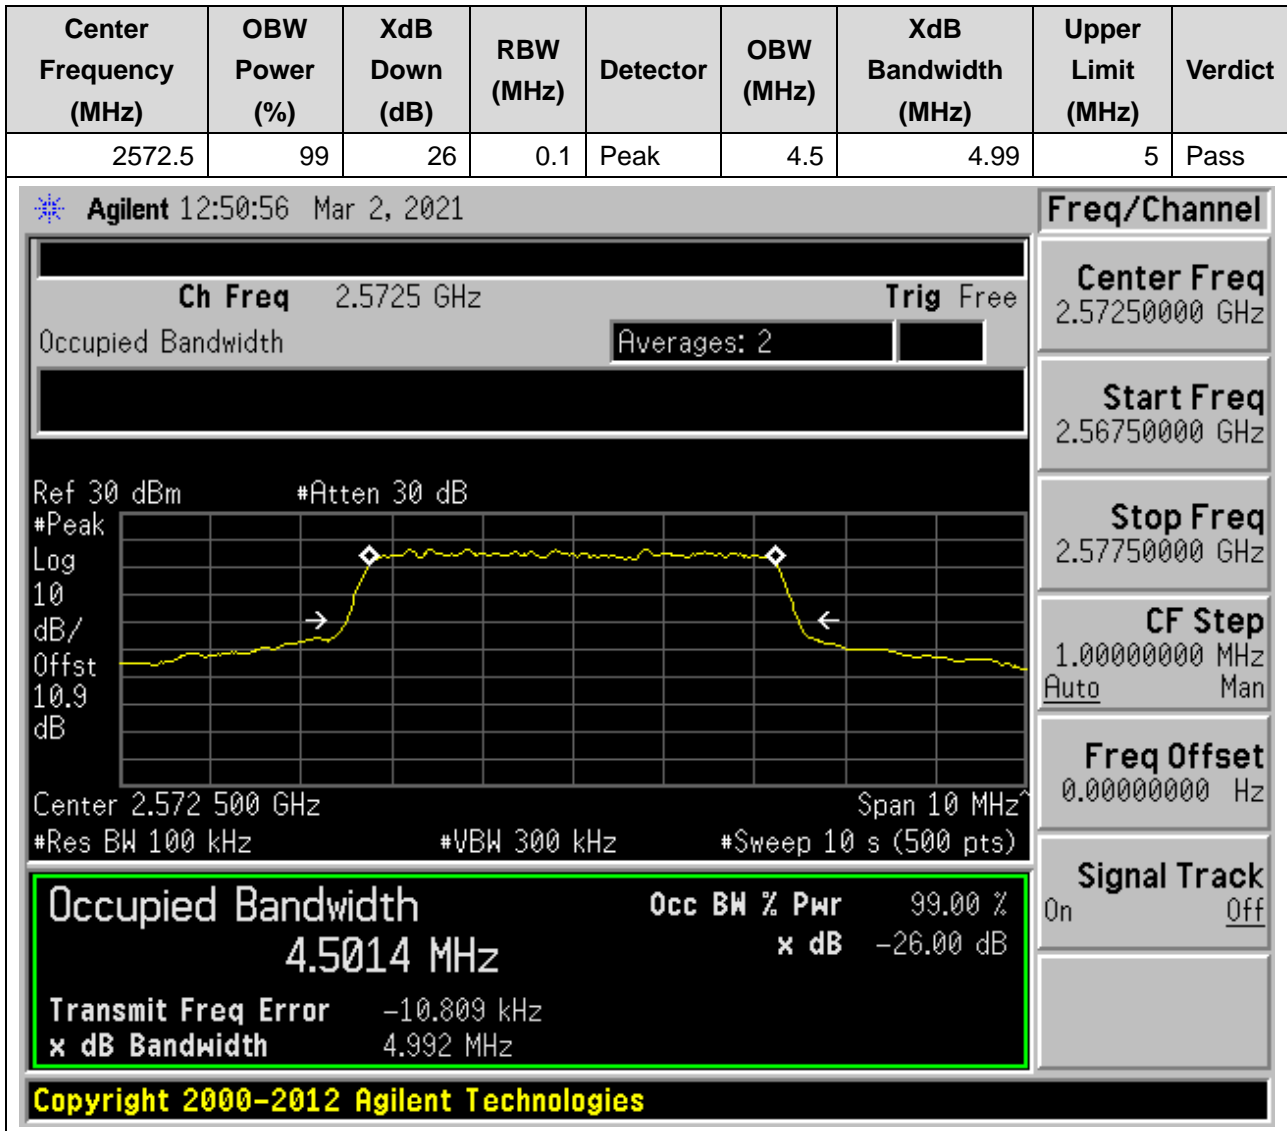 Center Frequency (MHz) OBW Power (%) XdB Down (dB) RBW (MHz) Detector OBW (MHz) XdB Bandwidth (MHz) Upper Limit (MHz) Verdict
2572.5 99 26 0.1 Peak 4.5 4.99 5 Pass
Agilent 12:50:56 Mar 2, 2021
Freq/Channel
Ch Freq 2.5725 GHz Trig Free
Occupied Bandwidth Averages: 2
Ref 30 dBm #Atten 30 dB
#Peak
Log
10
dB/
Offst
10.9
dB
Center 2.572 500 GHz Span 10 MHz^
#Res BW 100 kHz #VBW 300 kHz #Sweep 10 s (500 pts)
Occupied Bandwidth Occ BW % Pwr 99.00 %
4.5014 MHz x dB -26.00 dB
Transmit Freq Error -10.809 kHz
x dB Bandwidth 4.992 MHz
Center Freq
2.57250000 GHz
Start Freq
2.56750000 GHz
Stop Freq
2.57750000 GHz
CF Step
1.00000000 MHz
Auto Man
Freq Offset
0.00000000 Hz
Signal Track
On Off
Copyright 2000-2012 Agilent Technologies